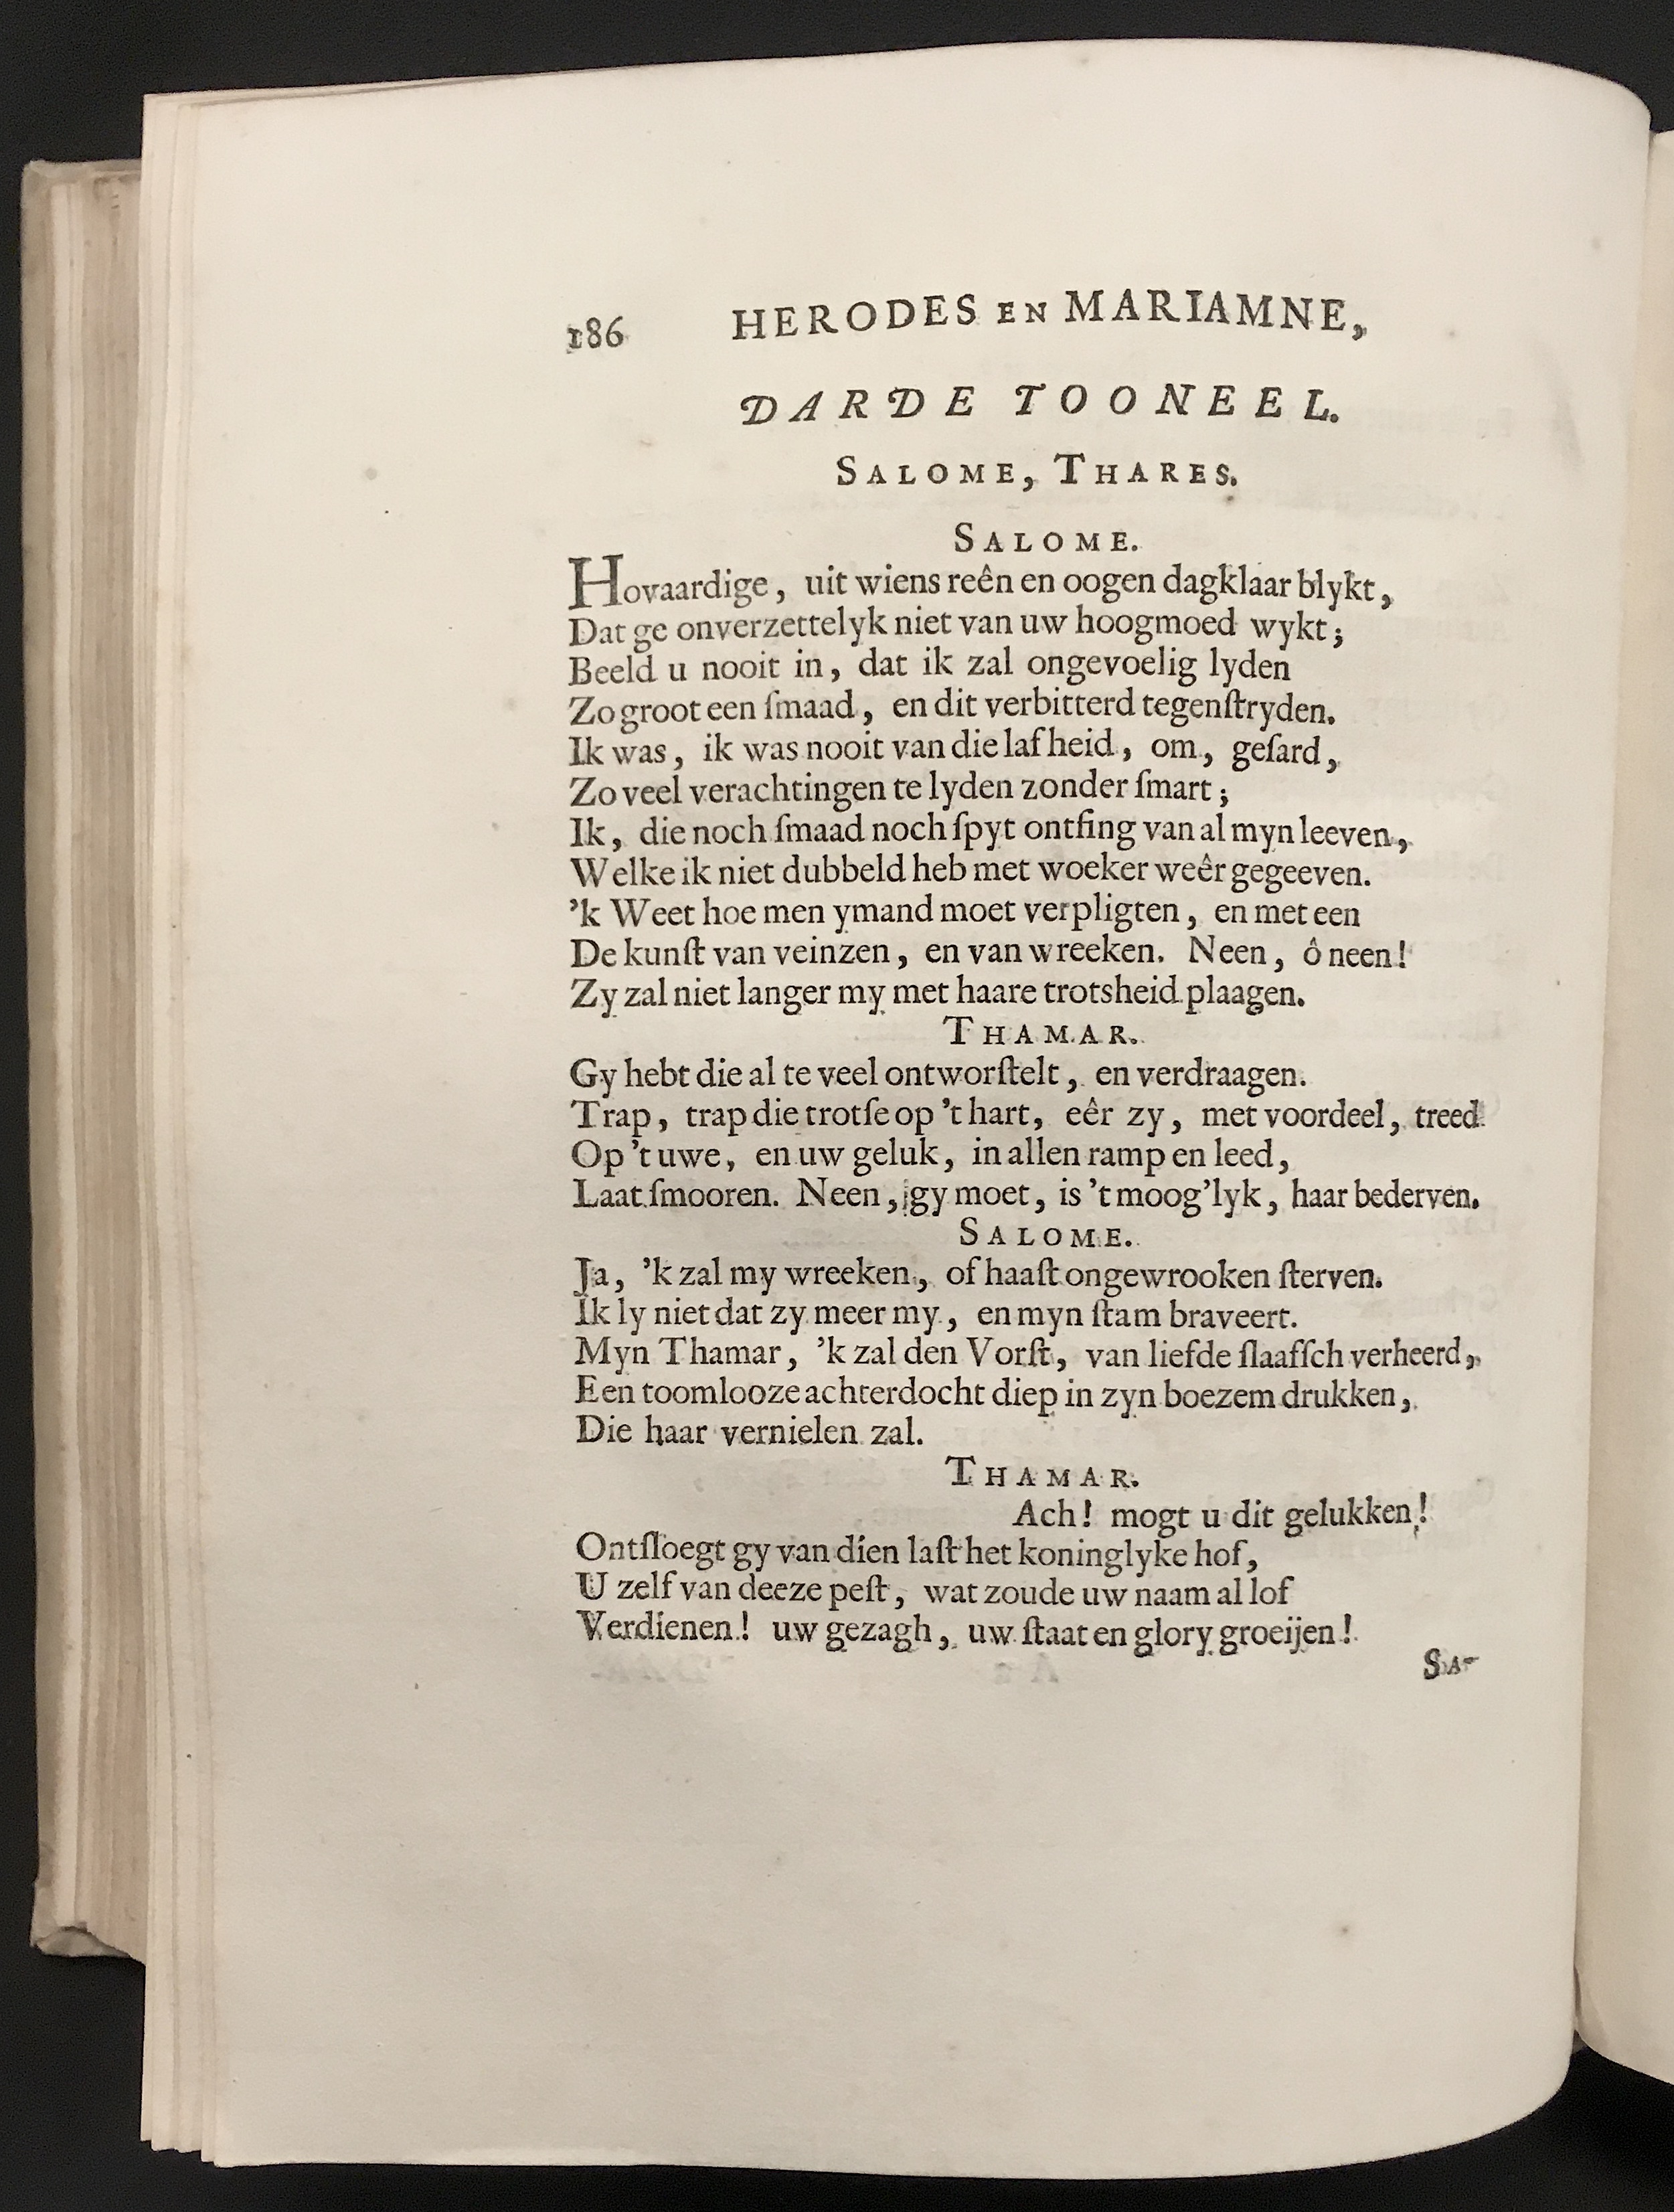 186 HERODES EN MARIAMNE,
DARDE TOONEEL.
SALOME, THARES.
SALOME.
Hovaardige, uit wiens reên en oogen dagklaar blykt,
Dat ge onverzettelyk niet van uw hoogmoed wykt;
Beeld u nooit in, dat ik zal ongevoelig lyden
Zo groot een ſmaad, en dit verbitterd tegenſtryden.
Ik was, ik was nooit van die lafheid, om, geſard,
Zo veel verachtingen te lyden zonder ſmart;
Ik, die noch ſmaad noch ſpyt ontfing van al myn leeven,
Welke ik niet dubbeld heb met woeker weêr gegeeven.
'k Weet hoe men ymand moet verpligten, en met een
De kunſt van veinzen, en van wreeken. Neen, ô neen!
Zy zal niet langer my met haare trotsheid plaagen.
THAMAR.
Gy hebt die al te veel ontworſtelt, en verdraagen.
Trap, trap die trotſe op 't hart, eêr zy, met voordeel, treed
Op 't uwe, en uw geluk, in allen ramp en leed,
Laat ſmooren. Neen, gy moet, is 't moog'lyk, haar bederven.
SALOME.
Ja, 'k zal my wreeken, of haaſt ongewrooken ſterven.
Ik ly niet dat zy meer my, en myn ſtam braveert.
Myn Thamar, 'k zal den Vorſt, van liefde ſlaafſch verheerd,
Een toomlooze achterdocht diep in zyn boezem drukken,
Die haar vernielen zal.
THAMAR.
Ach! mogt u dit gelukken!
Ontſloegt gy van dien laſt het koninglyke hof,
U zelf van deeze peſt, wat zoude uw naam al lof
Verdienen! uw gezagh, uw ſtaat en glory groeijen!
SA-